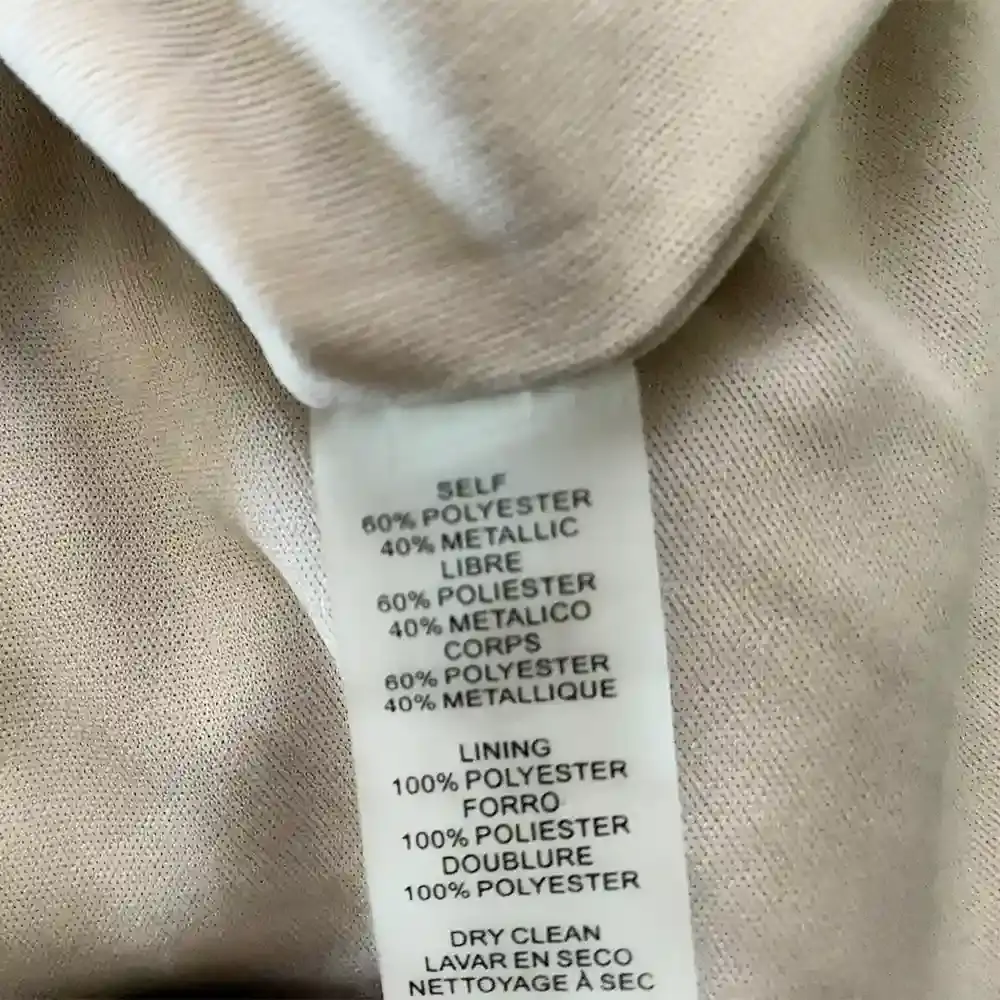 SELF
60% POLYESTER
40% METALLIC
LIBRE
60% POLIESTER
40% METALICO
CORPS
60% POLYESTER
40% METALLIQUE
LINING
100% POLYESTER
FORRO
100% POLIESTER
DOUBLURE
100% POLYESTER
DRY CLEAN
LAVAR EN SECO
NETTOYAGE À SEC